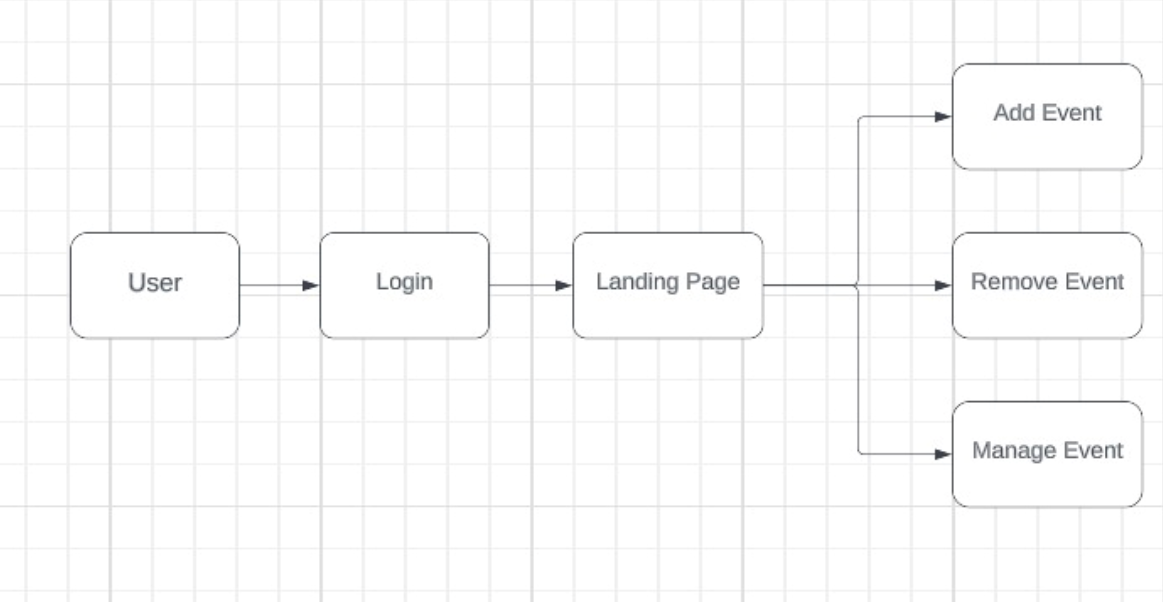 User
Login
Landing Page
Add Event
Remove Event
Manage Event